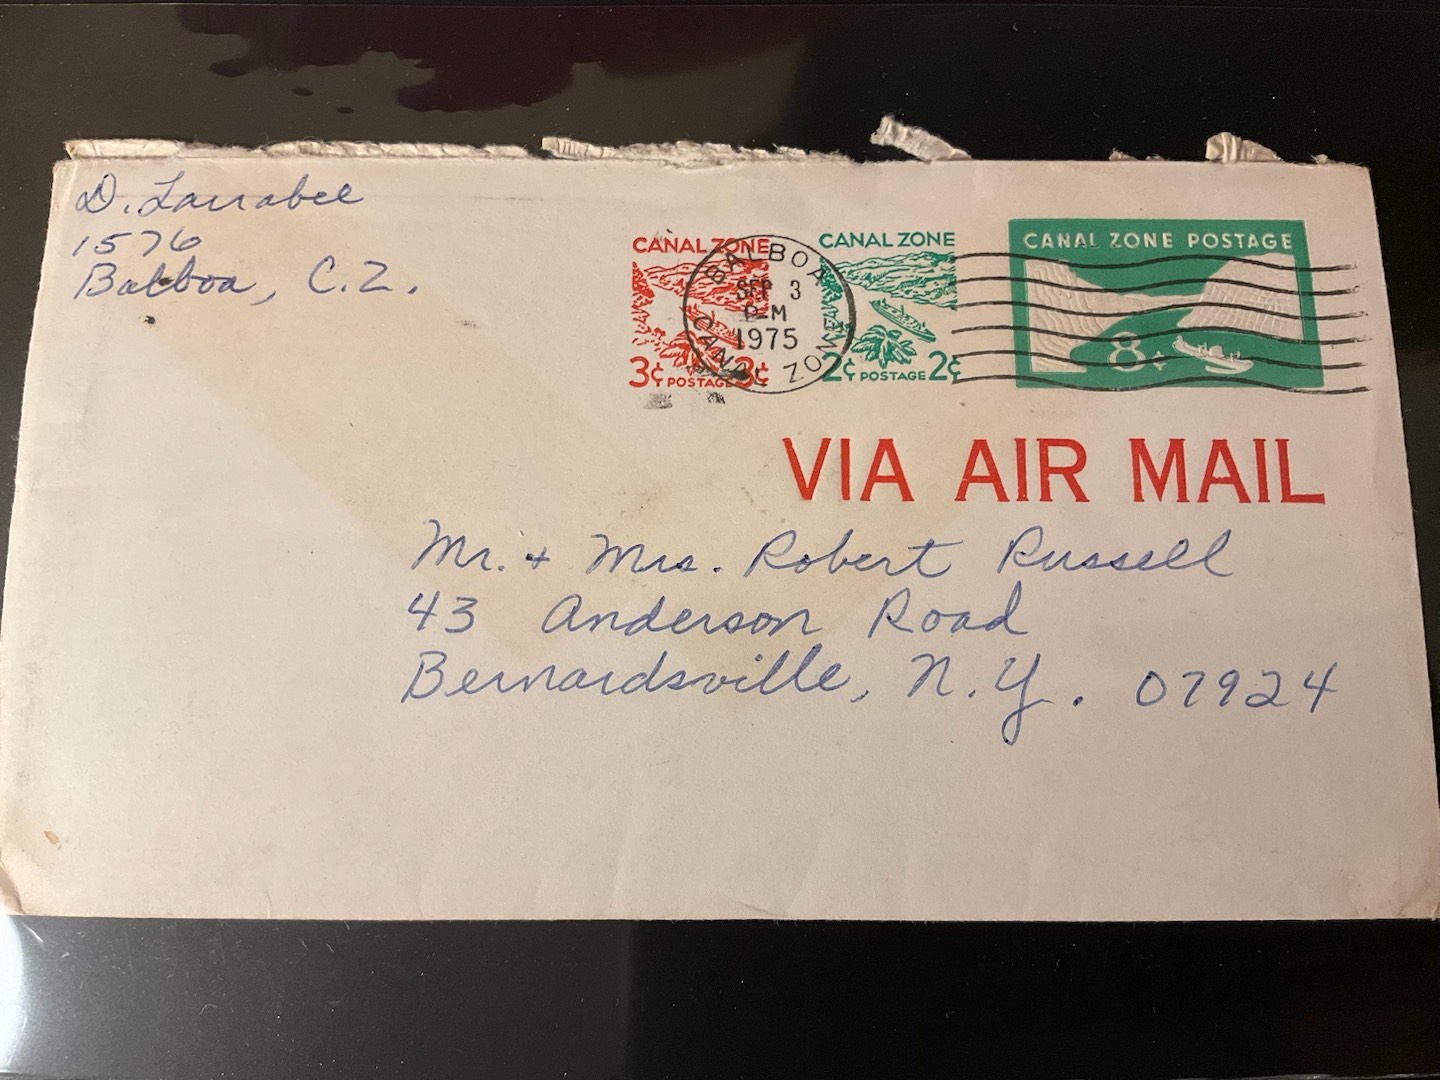 D. Larrabee
1576
Balboa, C.Z.
CANAL ZONE
3¢ POSTAGE 3¢
BALBOA
SEP 3
P-M
1975
CANAL ZONE
CANAL ZONE
2¢ POSTAGE 2¢
CANAL ZONE POSTAGE
8¢
VIA AIR MAIL
Mr. + Mrs. Robert Russell
43 Anderson Road
Bernardsville, N.Y. 07924